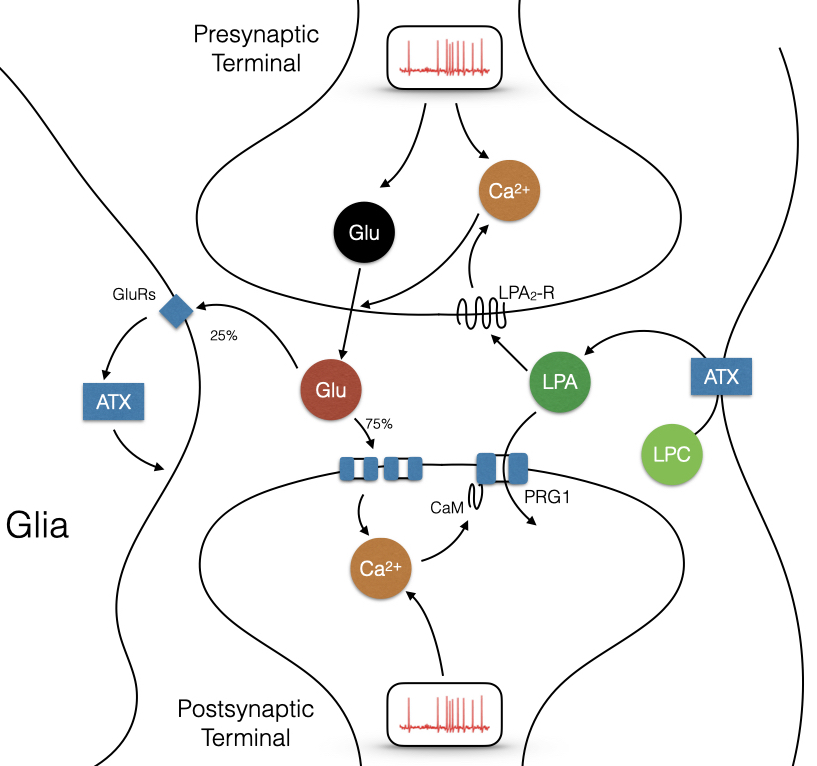 Presynaptic
Terminal
Ca²⁺
Glu
GluRs
LPA₂-R
25%
ATX
Glu
LPA
ATX
75%
LPC
CaM
PRG1
Glia
Ca²⁺
Postsynaptic
Terminal